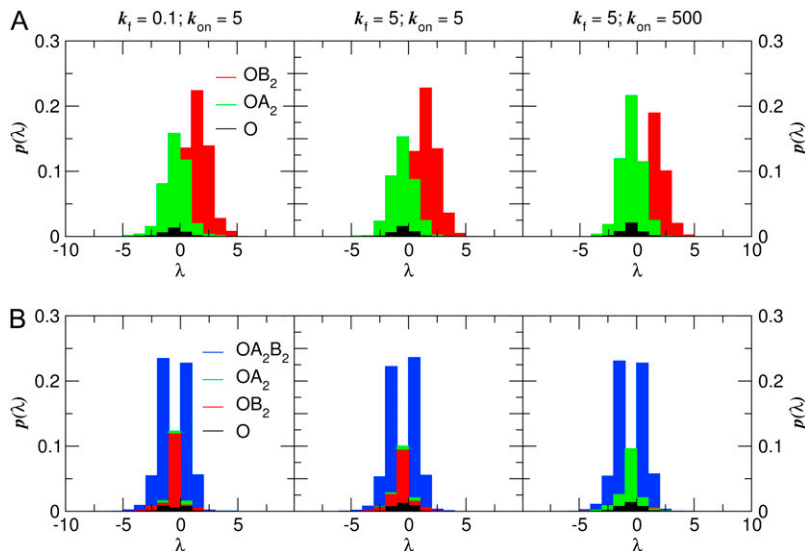 A
k_f = 0.1; k_on = 5
k_f = 5; k_on = 5
k_f = 5; k_on = 500
0.3
0.2
0.1
0
p(λ)
OB₂
OA₂
O
0.3
0.2
0.1
0
p(λ)
-10 -5 0 5 -5 0 5 -5 0 5 10
λ λ λ
B
0.3
0.2
0.1
0
p(λ)
OA₂B₂
OA₂
OB₂
O
0.3
0.2
0.1
0
p(λ)
-10 -5 0 5 -5 0 5 -5 0 5 10
λ λ λ